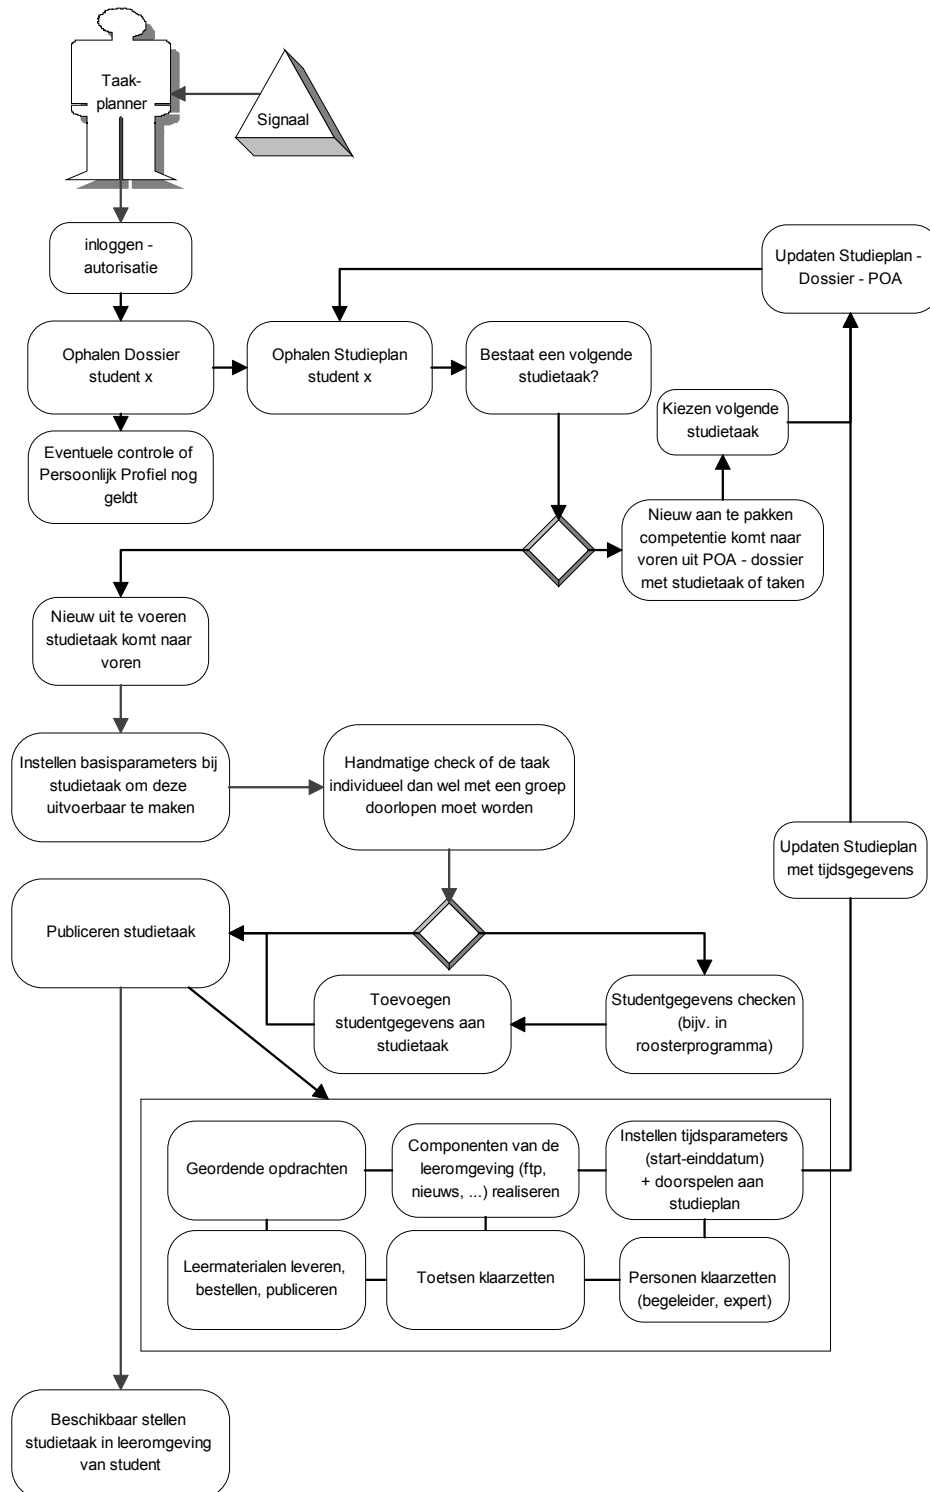 Taak-
planner
Signaal
inloggen -
autorisatie
Updaten Studieplan -
Dossier - POA
Ophalen Dossier
student x
Ophalen Studieplan
student x
Bestaat een volgende
studietaak?
Kiezen volgende
studietaak
Eventuele controle of
Persoonlijk Profiel nog
geldt
Nieuw aan te pakken
competentie komt naar
voren uit POA - dossier
met studietaak of taken
Nieuw uit te voeren
studietaak komt naar
voren
Instellen basisparameters bij
studietaak om deze
uitvoerbaar te maken
Handmatige check of de taak
individueel dan wel met een groep
doorlopen moet worden
Updaten Studieplan
met tijdsgegevens
Publiceren studietaak
Toevoegen
studentgegevens aan
studietaak
Studentgegevens checken
(bijv. in
roosterprogramma)
Geordende opdrachten
Componenten van de
leeromgeving (ftp,
nieuws, ...) realiseren
Instellen tijdsparameters
(start-einddatum)
+ doorspelen aan
studieplan
Leermaterialen leveren,
bestellen, publiceren
Toetsen klaarzetten
Personen klaarzetten
(begeleider, expert)
Beschikbaar stellen
studietaak in leeromgeving
van student